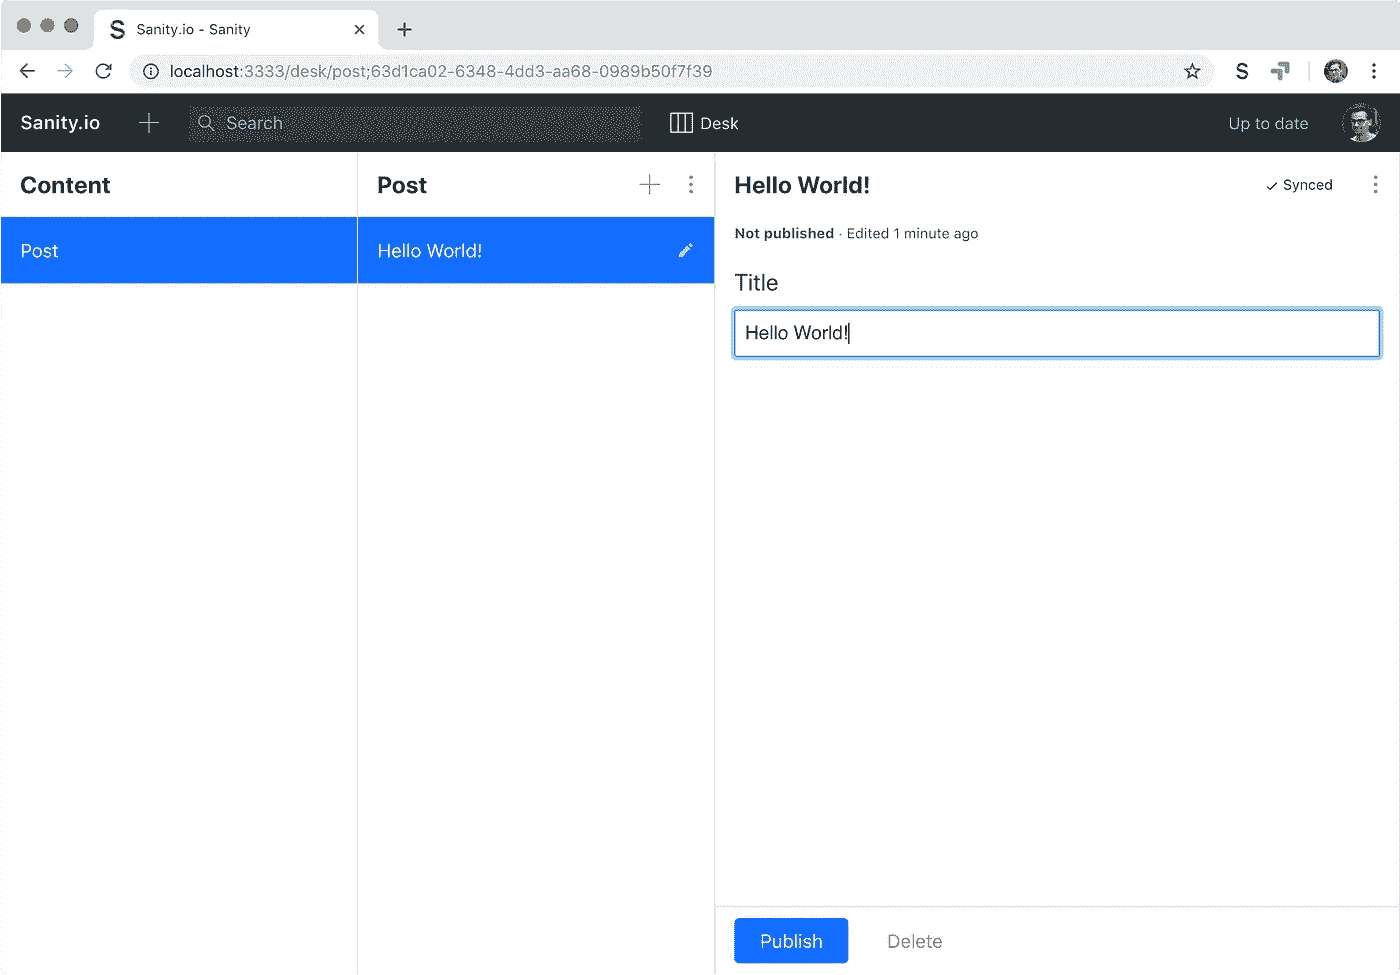 S Sanity.io - Sanity
localhost:3333/desk/post;63d1ca02-6348-4dd3-aa68-0989b50f7f39
S
Sanity.io
Search
Desk
Up to date
Content
Post
Hello World!
Synced
Post
Hello World!
Not published · Edited 1 minute ago
Title
Hello World!
Publish
Delete